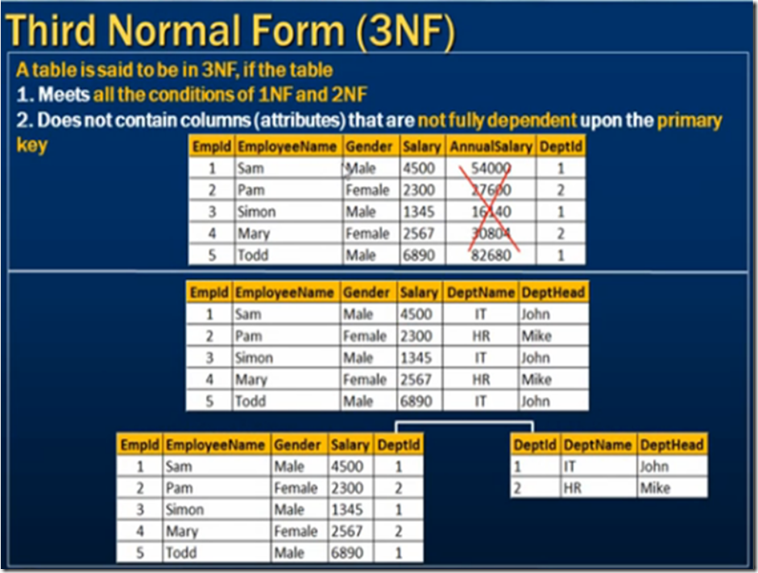 Third Normal Form (3NF)
A table is said to be in 3NF, if the table
1. Meets all the conditions of 1NF and 2NF
2. Does not contain columns (attributes) that are not fully dependent upon the primary
key
EmpId EmployeeName Gender Salary AnnualSalary DeptId
1 Sam Male 4500 54000 1
2 Pam Female 2300 27600 2
3 Simon Male 1345 16140 1
4 Mary Female 2567 30804 2
5 Todd Male 6890 82680 1
EmpId EmployeeName Gender Salary DeptName DeptHead
1 Sam Male 4500 IT John
2 Pam Female 2300 HR Mike
3 Simon Male 1345 IT John
4 Mary Female 2567 HR Mike
5 Todd Male 6890 IT John
EmpId EmployeeName Gender Salary DeptId
1 Sam Male 4500 1
2 Pam Female 2300 2
3 Simon Male 1345 1
4 Mary Female 2567 2
5 Todd Male 6890 1
DeptId DeptName DeptHead
1 IT John
2 HR Mike